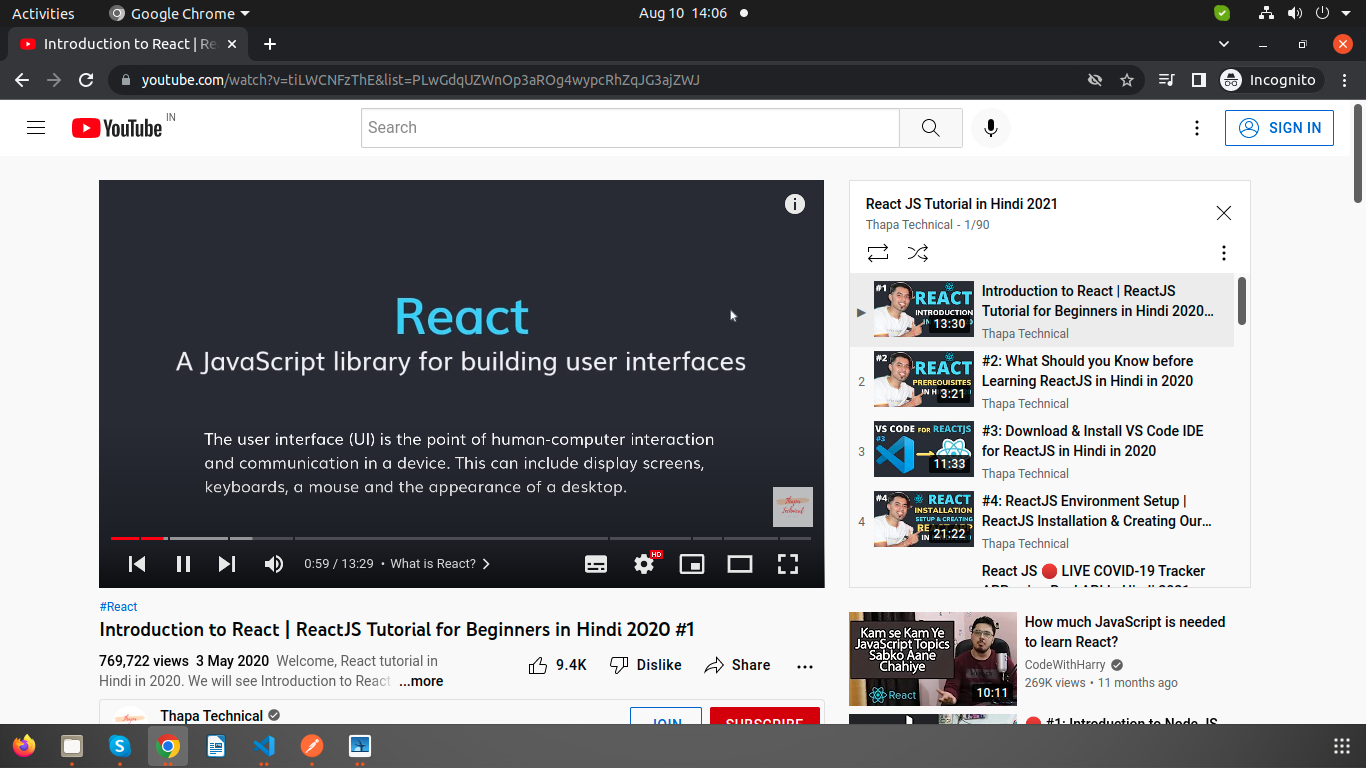 Activities
Google Chrome
Aug 10 14:06
Introduction to React | Re
youtube.com/watch?v=tiLWCNFzThE&list=PLwGdqUZWnOp3aROg4wypcRhZqJG3ajZWJ
Incognito
YouTube IN
Search
SIGN IN
React
A JavaScript library for building user interfaces
The user interface (UI) is the point of human-computer interaction
and communication in a device. This can include display screens,
keyboards, a mouse and the appearance of a desktop.
Thapa
Technical
0:59 / 13:29 • What is React?
HD
#React
Introduction to React | ReactJS Tutorial for Beginners in Hindi 2020 #1
769,722 views 3 May 2020 Welcome, React tutorial in
Hindi in 2020. We will see Introduction to React ...more
9.4K
Dislike
Share
Thapa Technical
JOIN
SUBSCRIBE
React JS Tutorial in Hindi 2021
Thapa Technical - 1/90
#1
REACT
INTRODUCTION
13:30
Introduction to React | ReactJS
Tutorial for Beginners in Hindi 2020...
Thapa Technical
2
#2
REACT
PREREQUISITES
3:21
#2: What Should you Know before
Learning ReactJS in Hindi in 2020
Thapa Technical
3
VS CODE FOR REACTJS
#3
11:33
#3: Download & Install VS Code IDE
for ReactJS in Hindi in 2020
Thapa Technical
4
#4
REACT
INSTALLATION
SETUP & CREATING
21:22
#4: ReactJS Environment Setup |
ReactJS Installation & Creating Our...
Thapa Technical
React JS 🔴 LIVE COVID-19 Tracker
Kam se Kam Ye
JavaScript Topics
Sabko Aane
Chahiye
React
10:11
How much JavaScript is needed
to learn React?
CodeWithHarry
269K views • 11 months ago
🔴 #1: Introduction to Node JS